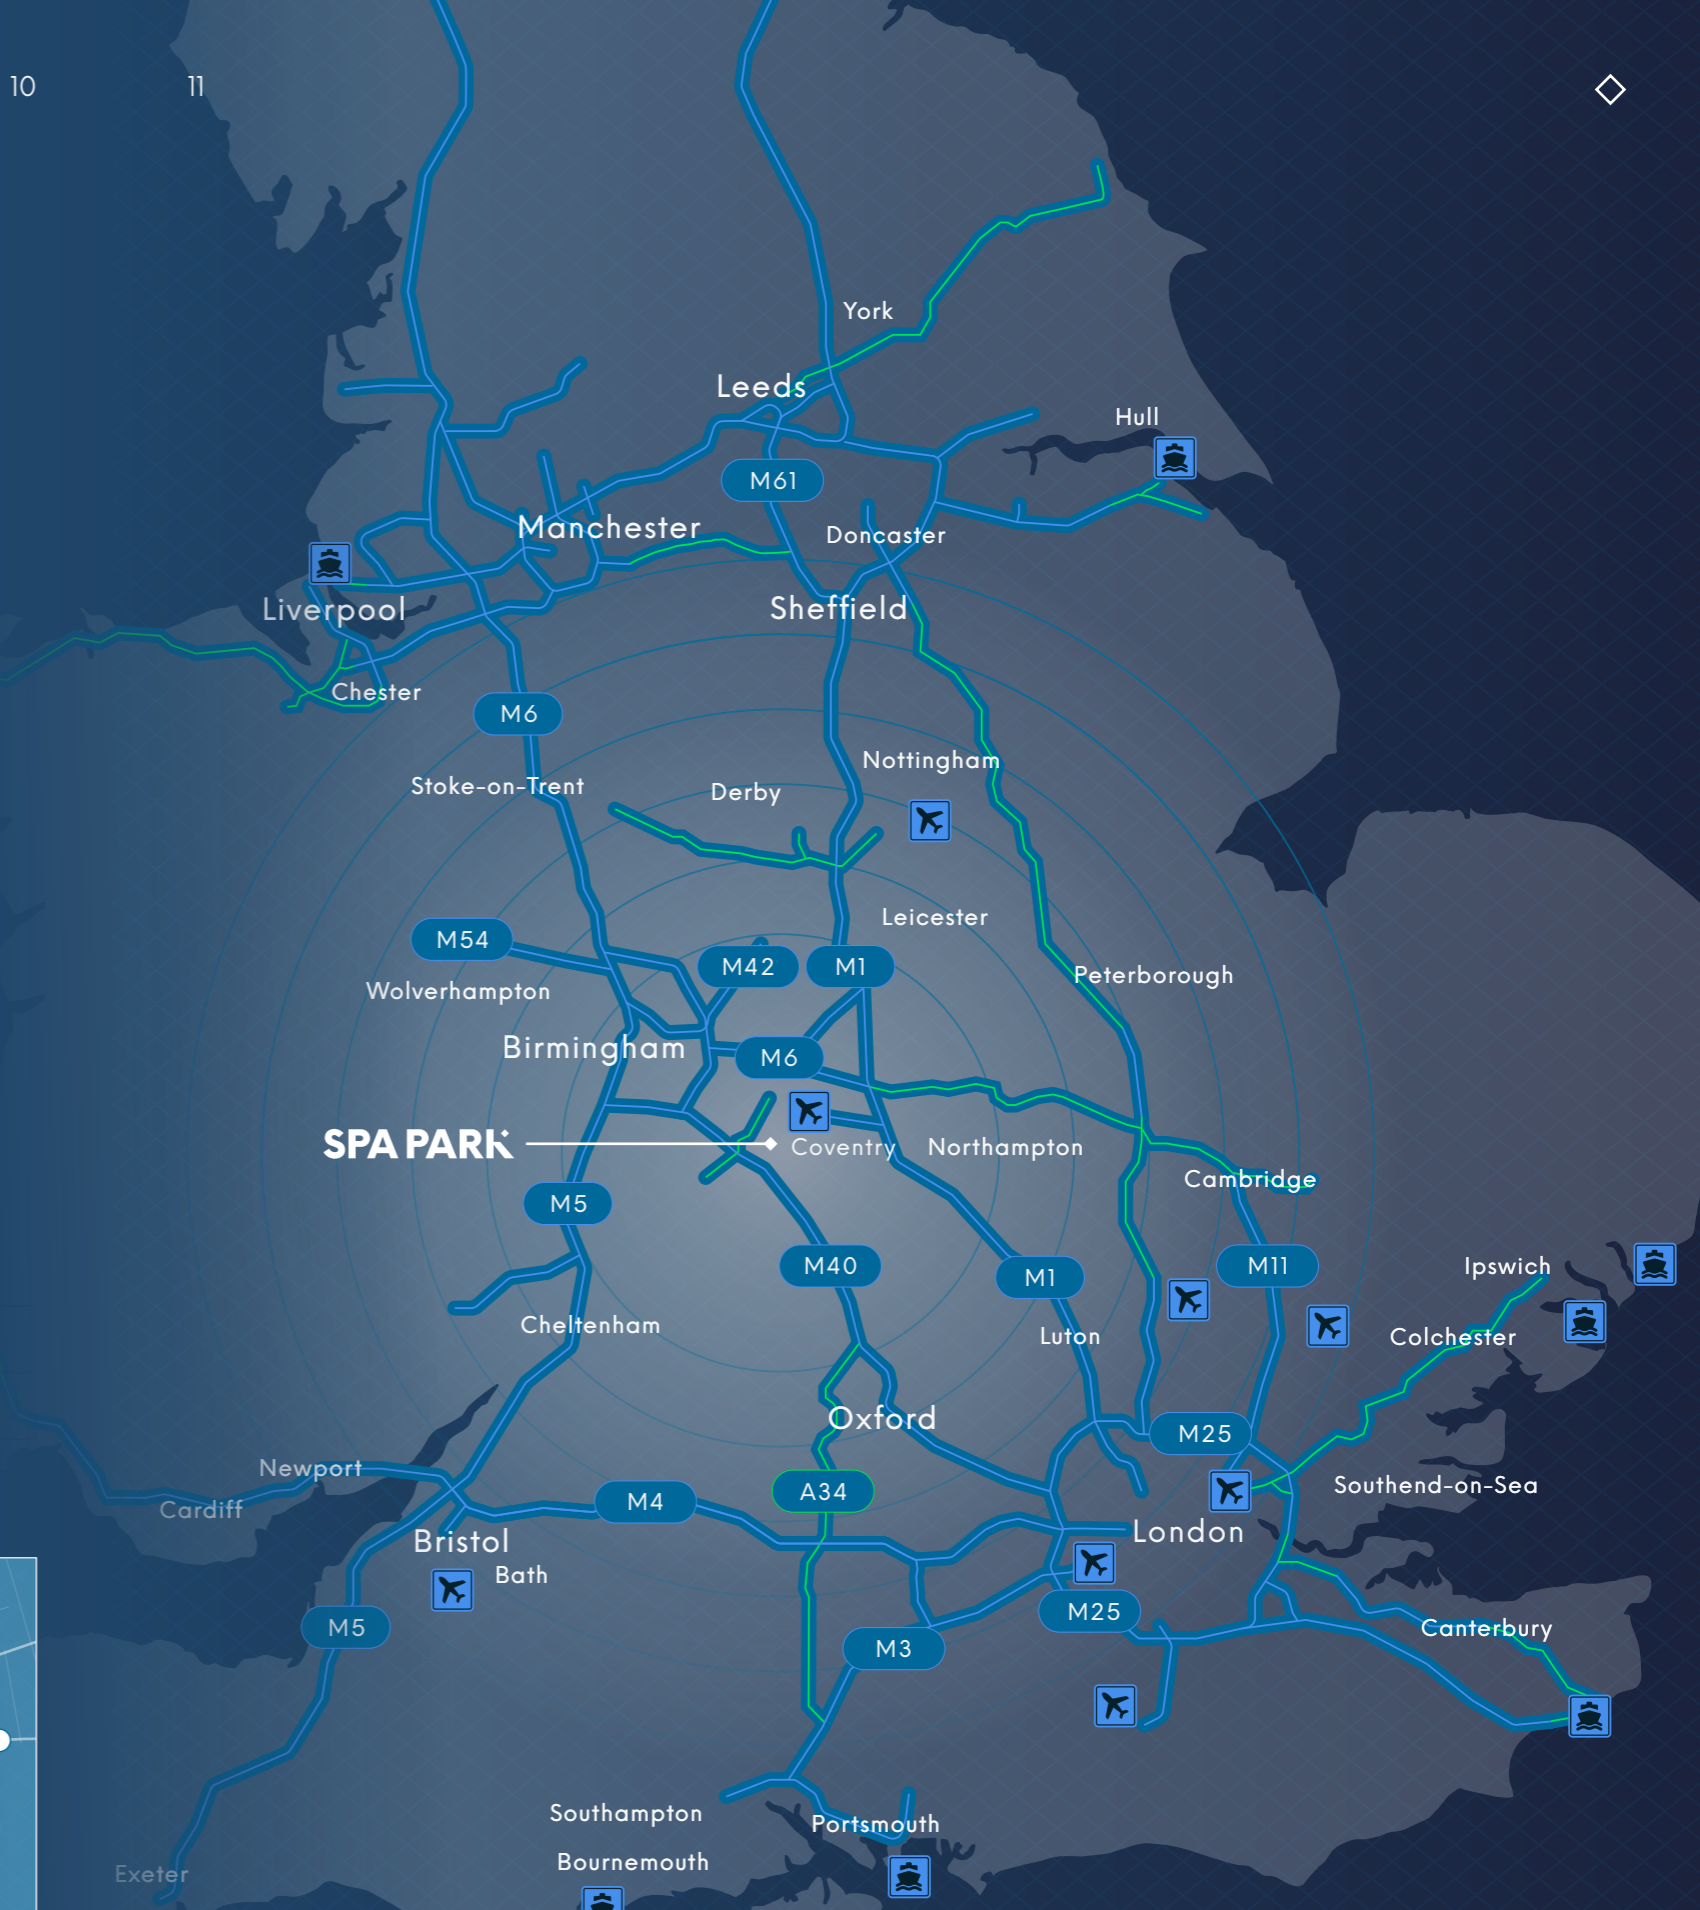 10
11
York
Leeds
Hull
M61
Manchester
Doncaster
Liverpool
Sheffield
Chester
M6
Nottingham
Stoke-on-Trent
Derby
Leicester
M54
M42
M1
Peterborough
Wolverhampton
Birmingham
M6
SPA PARK
Coventry
Northampton
Cambridge
M5
M40
M1
M11
Ipswich
Cheltenham
Luton
Colchester
Oxford
M25
Newport
Southend-on-Sea
A34
M4
Cardiff
London
Bristol
Bath
M25
M5
Canterbury
M3
Southampton
Portsmouth
Bournemouth
Exeter